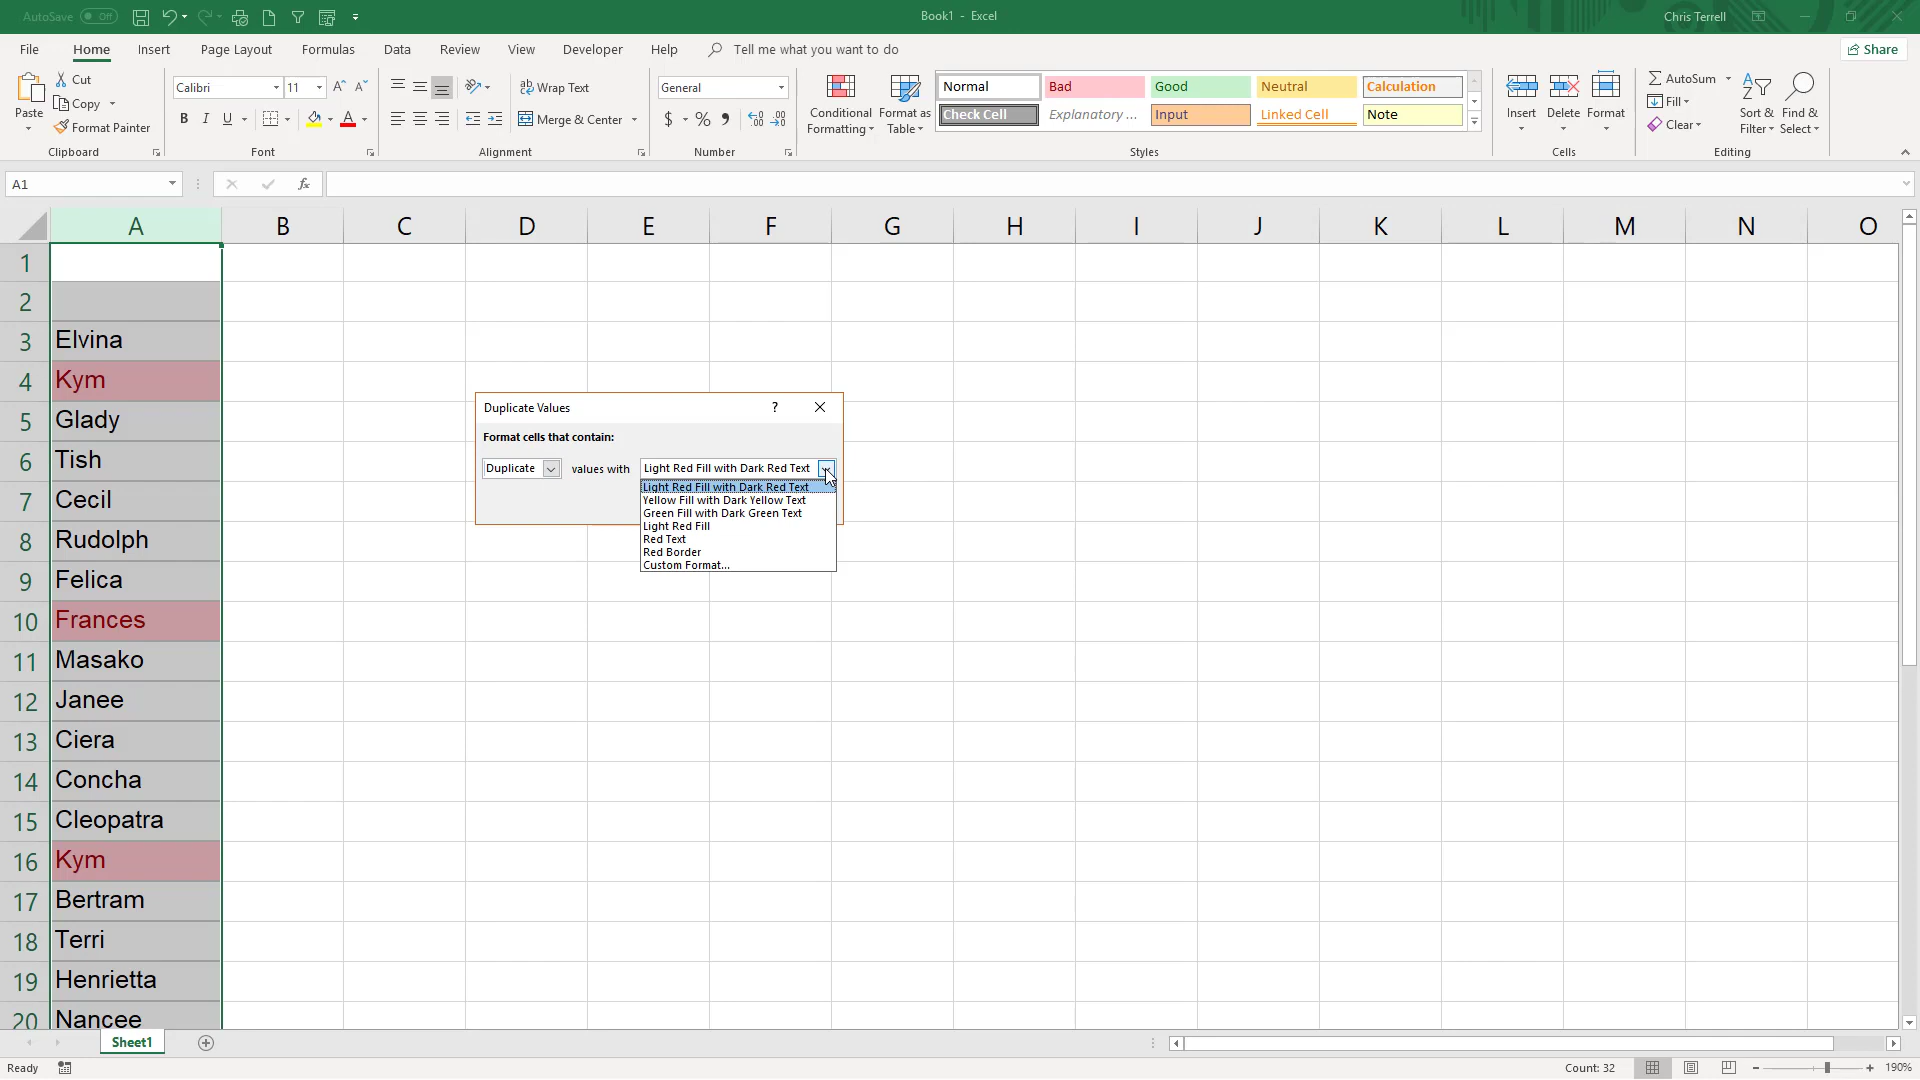 AutoSave Off
Book1 - Excel
Chris Terrell
File Home Insert Page Layout Formulas Data Review View Developer Help Tell me what you want to do Share
Paste
Cut
Copy
Format Painter
Clipboard
Calibri 11
B I U A
Font
Wrap Text
Merge & Center
Alignment
General
$ % 9
Number
Conditional Formatting
Format as Table
Normal Bad Good Neutral Calculation
Check Cell Explanatory ... Input Linked Cell Note
Styles
Insert Delete Format
Cells
AutoSum
Fill
Clear
Sort & Filter
Find & Select
Editing
A1
fx
A B C D E F G H I J K L M N O
1
2
3 Elvina
4 Kym
5 Glady
6 Tish
7 Cecil
8 Rudolph
9 Felica
10 Frances
11 Masako
12 Janee
13 Ciera
14 Concha
15 Cleopatra
16 Kym
17 Bertram
18 Terri
19 Henrietta
20 Nancee
Duplicate Values ?
Format cells that contain:
Duplicate values with Light Red Fill with Dark Red Text
Light Red Fill with Dark Red Text
Yellow Fill with Dark Yellow Text
Green Fill with Dark Green Text
Light Red Fill
Red Text
Red Border
Custom Format...
Sheet1
Ready
Count: 32
190%